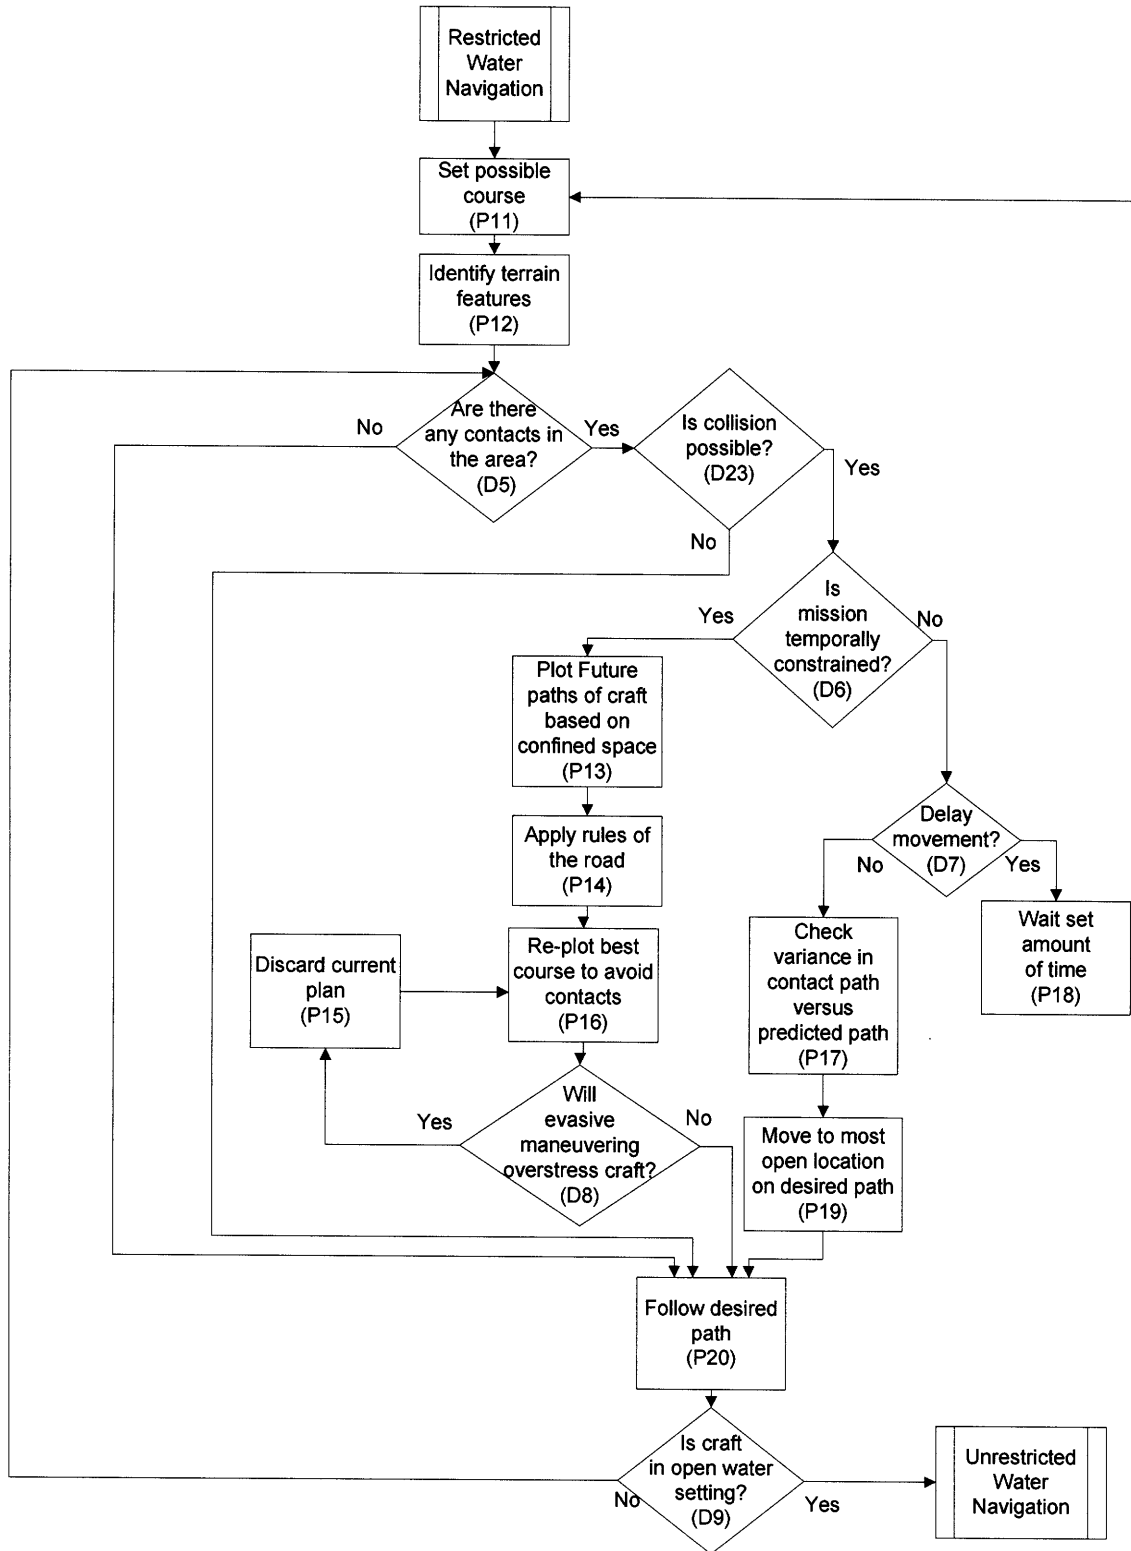 Restricted
Water
Navigation
Set possible
course
(P11)
Identify terrain
features
(P12)
No
Are there
any contacts in
the area?
(D5)
Yes
Is collision
possible?
(D23)
Yes
No
Yes
Is
mission
temporally
constrained?
(D6)
No
Plot Future
paths of craft
based on
confined space
(P13)
Apply rules of
the road
(P14)
Delay
movement?
(D7)
No
Yes
Discard current
plan
(P15)
Re-plot best
course to avoid
contacts
(P16)
Check
variance in
contact path
versus
predicted path
(P17)
Wait set
amount
of time
(P18)
Yes
Will
evasive
maneuvering
overstress craft?
(D8)
No
Move to most
open location
on desired path
(P19)
Follow desired
path
(P20)
Is craft
in open water
setting?
(D9)
No
Yes
Unrestricted
Water
Navigation